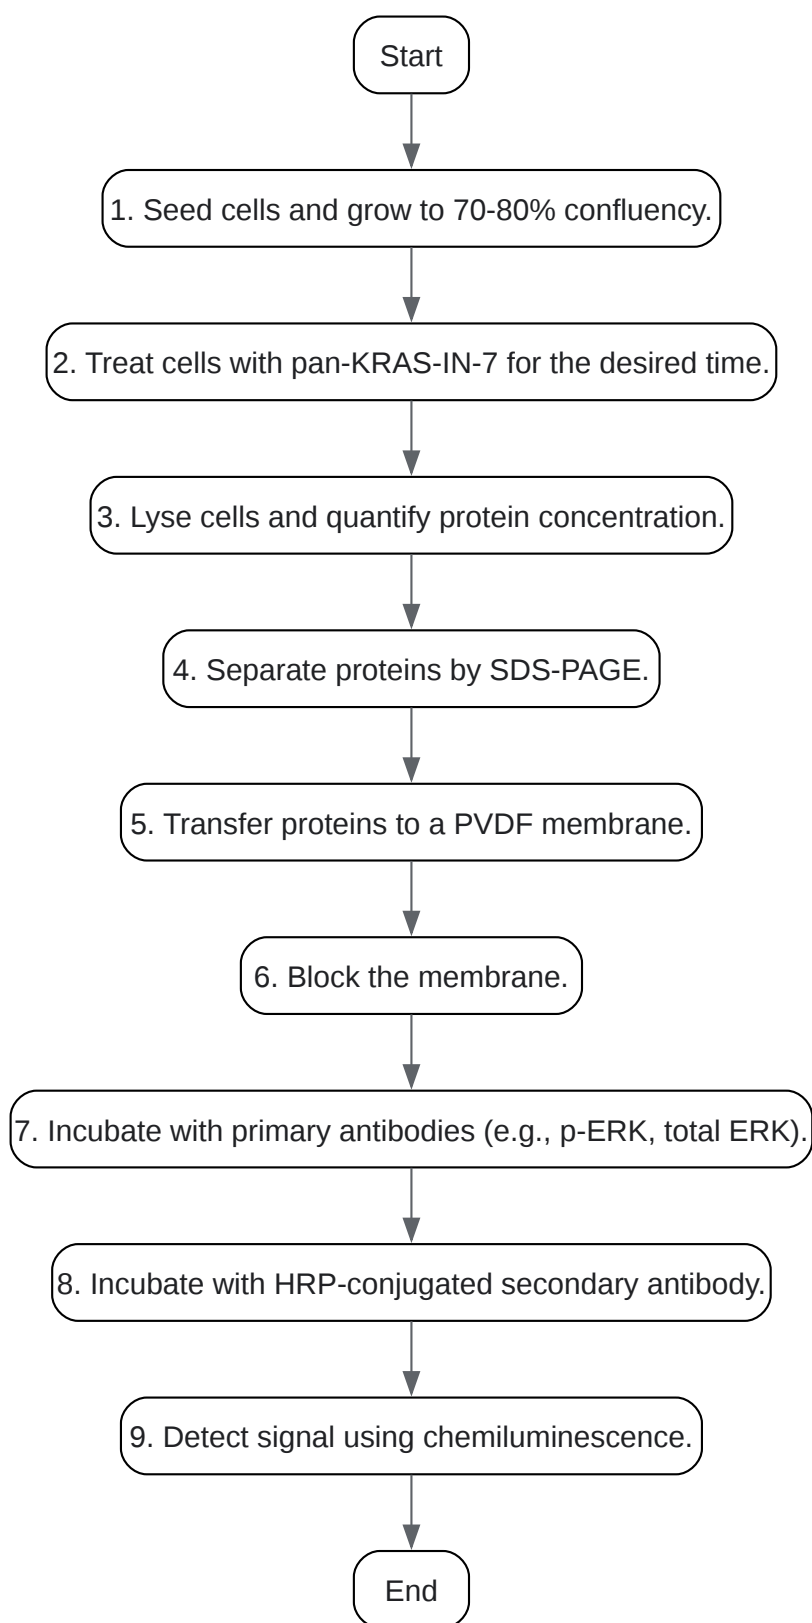 Start
1. Seed cells and grow to 70-80% confluency.
2. Treat cells with pan-KRAS-IN-7 for the desired time.
3. Lyse cells and quantify protein concentration.
4. Separate proteins by SDS-PAGE.
5. Transfer proteins to a PVDF membrane.
6. Block the membrane.
7. Incubate with primary antibodies (e.g., p-ERK, total ERK).
8. Incubate with HRP-conjugated secondary antibody.
9. Detect signal using chemiluminescence.
End